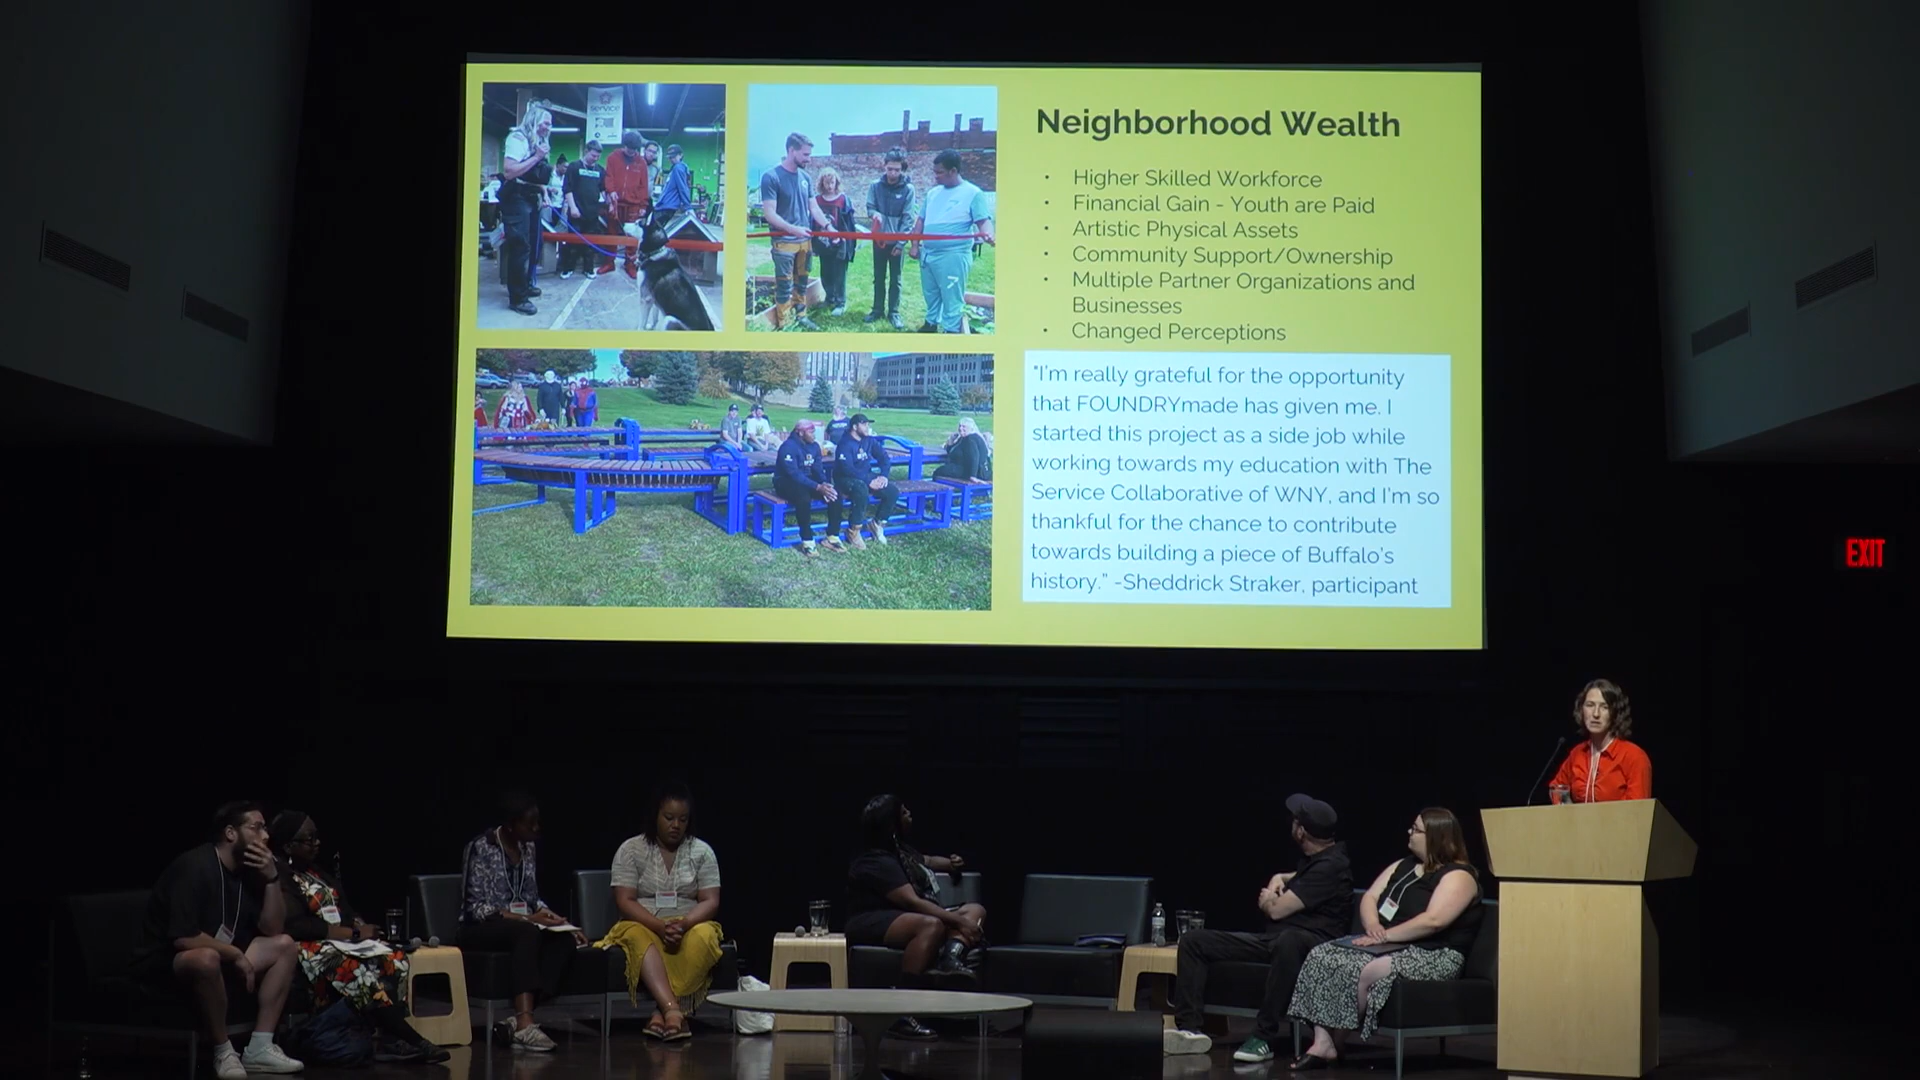 service
Neighborhood Wealth
• Higher Skilled Workforce
• Financial Gain - Youth are Paid
• Artistic Physical Assets
• Community Support/Ownership
• Multiple Partner Organizations and
Businesses
• Changed Perceptions
"I'm really grateful for the opportunity
that FOUNDRYmade has given me. I
started this project as a side job while
working towards my education with The
Service Collaborative of WNY, and I'm so
thankful for the chance to contribute
towards building a piece of Buffalo's
history." -Sheddrick Straker, participant
EXIT